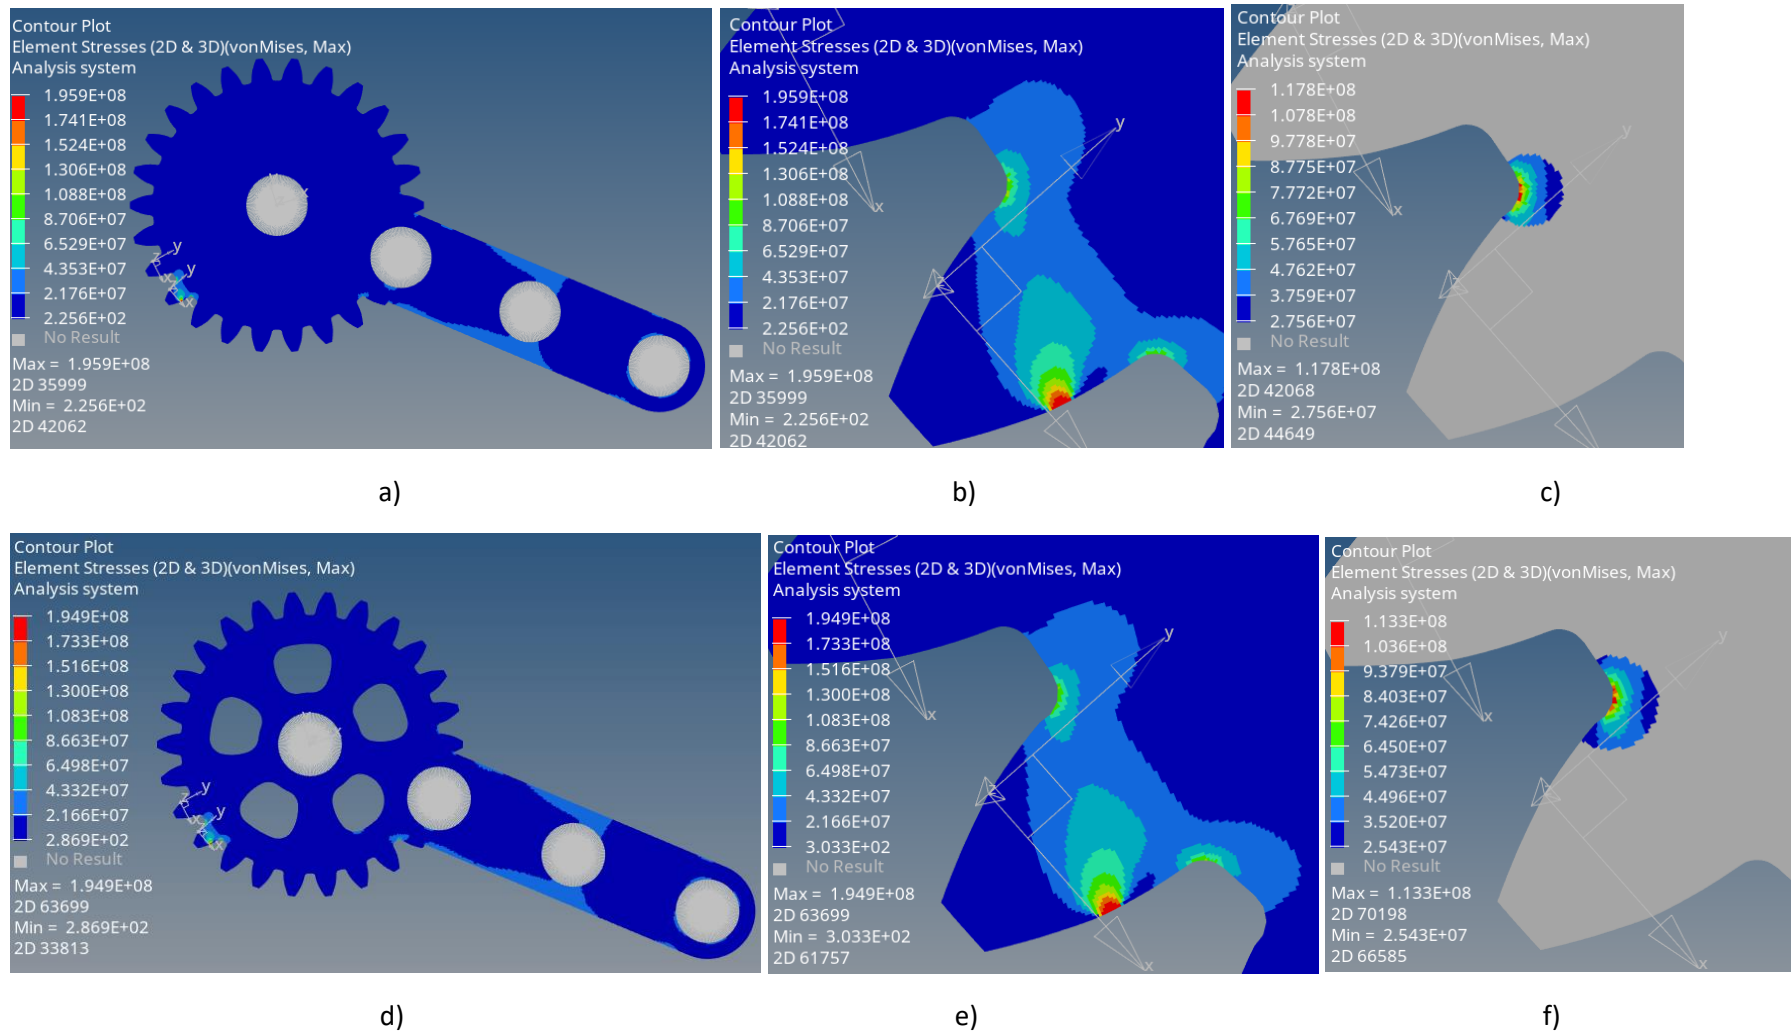 Contour Plot
Element Stresses (2D & 3D)(vonMises, Max)
Analysis system
1.959E+08
1.741E+08
1.524E+08
1.306E+08
1.088E+08
8.706E+07
6.529E+07
4.353E+07
2.176E+07
2.256E+02
No Result
Max = 1.959E+08
2D 35999
Min = 2.256E+02
2D 42062
y
x
z
y
x
y
z
x
a)
Contour Plot
Element Stresses (2D & 3D)(vonMises, Max)
Analysis system
1.959E+08
1.741E+08
1.524E+08
1.306E+08
1.088E+08
8.706E+07
6.529E+07
4.353E+07
2.176E+07
2.256E+02
No Result
Max = 1.959E+08
2D 35999
Min = 2.256E+02
2D 42062
y
x
z
b)
Contour Plot
Element Stresses (2D & 3D)(vonMises, Max)
Analysis system
1.178E+08
1.078E+08
9.778E+07
8.775E+07
7.772E+07
6.769E+07
5.765E+07
4.762E+07
3.759E+07
2.756E+07
No Result
Max = 1.178E+08
2D 42068
Min = 2.756E+07
2D 44649
y
x
z
c)
Contour Plot
Element Stresses (2D & 3D)(vonMises, Max)
Analysis system
1.949E+08
1.733E+08
1.516E+08
1.300E+08
1.083E+08
8.663E+07
6.498E+07
4.332E+07
2.166E+07
2.869E+02
No Result
Max = 1.949E+08
2D 63699
Min = 2.869E+02
2D 33813
x
z
y
x
y
z
x
d)
Contour Plot
Element Stresses (2D & 3D)(vonMises, Max)
Analysis system
1.949E+08
1.733E+08
1.516E+08
1.300E+08
1.083E+08
8.663E+07
6.498E+07
4.332E+07
2.166E+07
3.033E+02
No Result
Max = 1.949E+08
2D 63699
Min = 3.033E+02
2D 61757
y
x
z
x
e)
Contour Plot
Element Stresses (2D & 3D)(vonMises, Max)
Analysis system
1.133E+08
1.036E+08
9.379E+07
8.403E+07
7.426E+07
6.450E+07
5.473E+07
4.496E+07
3.520E+07
2.543E+07
No Result
Max = 1.133E+08
2D 70198
Min = 2.543E+07
2D 66585
y
x
z
x
f)